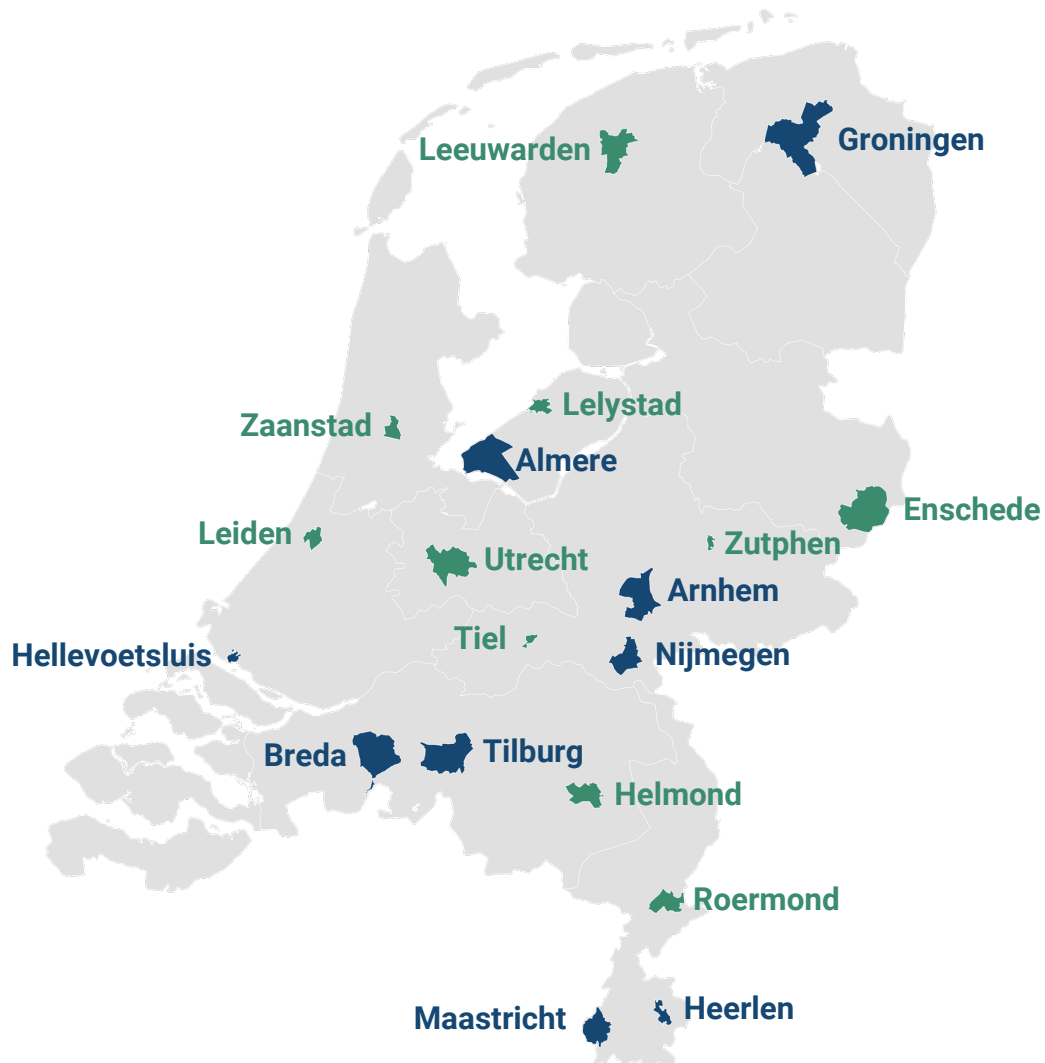 Groningen
Leeuwarden
Lelystad
Zaanstad
Almere
Enschede
Leiden
Zutphen
Utrecht
Arnhem
Tiel
Hellevoetsluis
Nijmegen
Breda
Tilburg
Helmond
Roermond
Heerlen
Maastricht